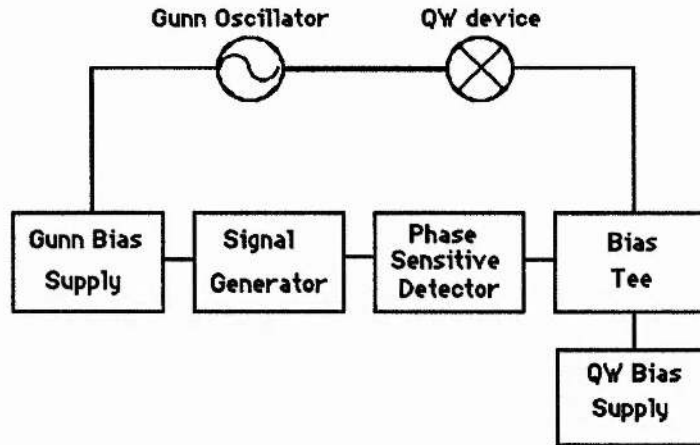 Gunn Oscillator
QW device
Gunn Bias
Supply
Signal
Generator
Phase
Sensitive
Detector
Bias
Tee
QW Bias
Supply